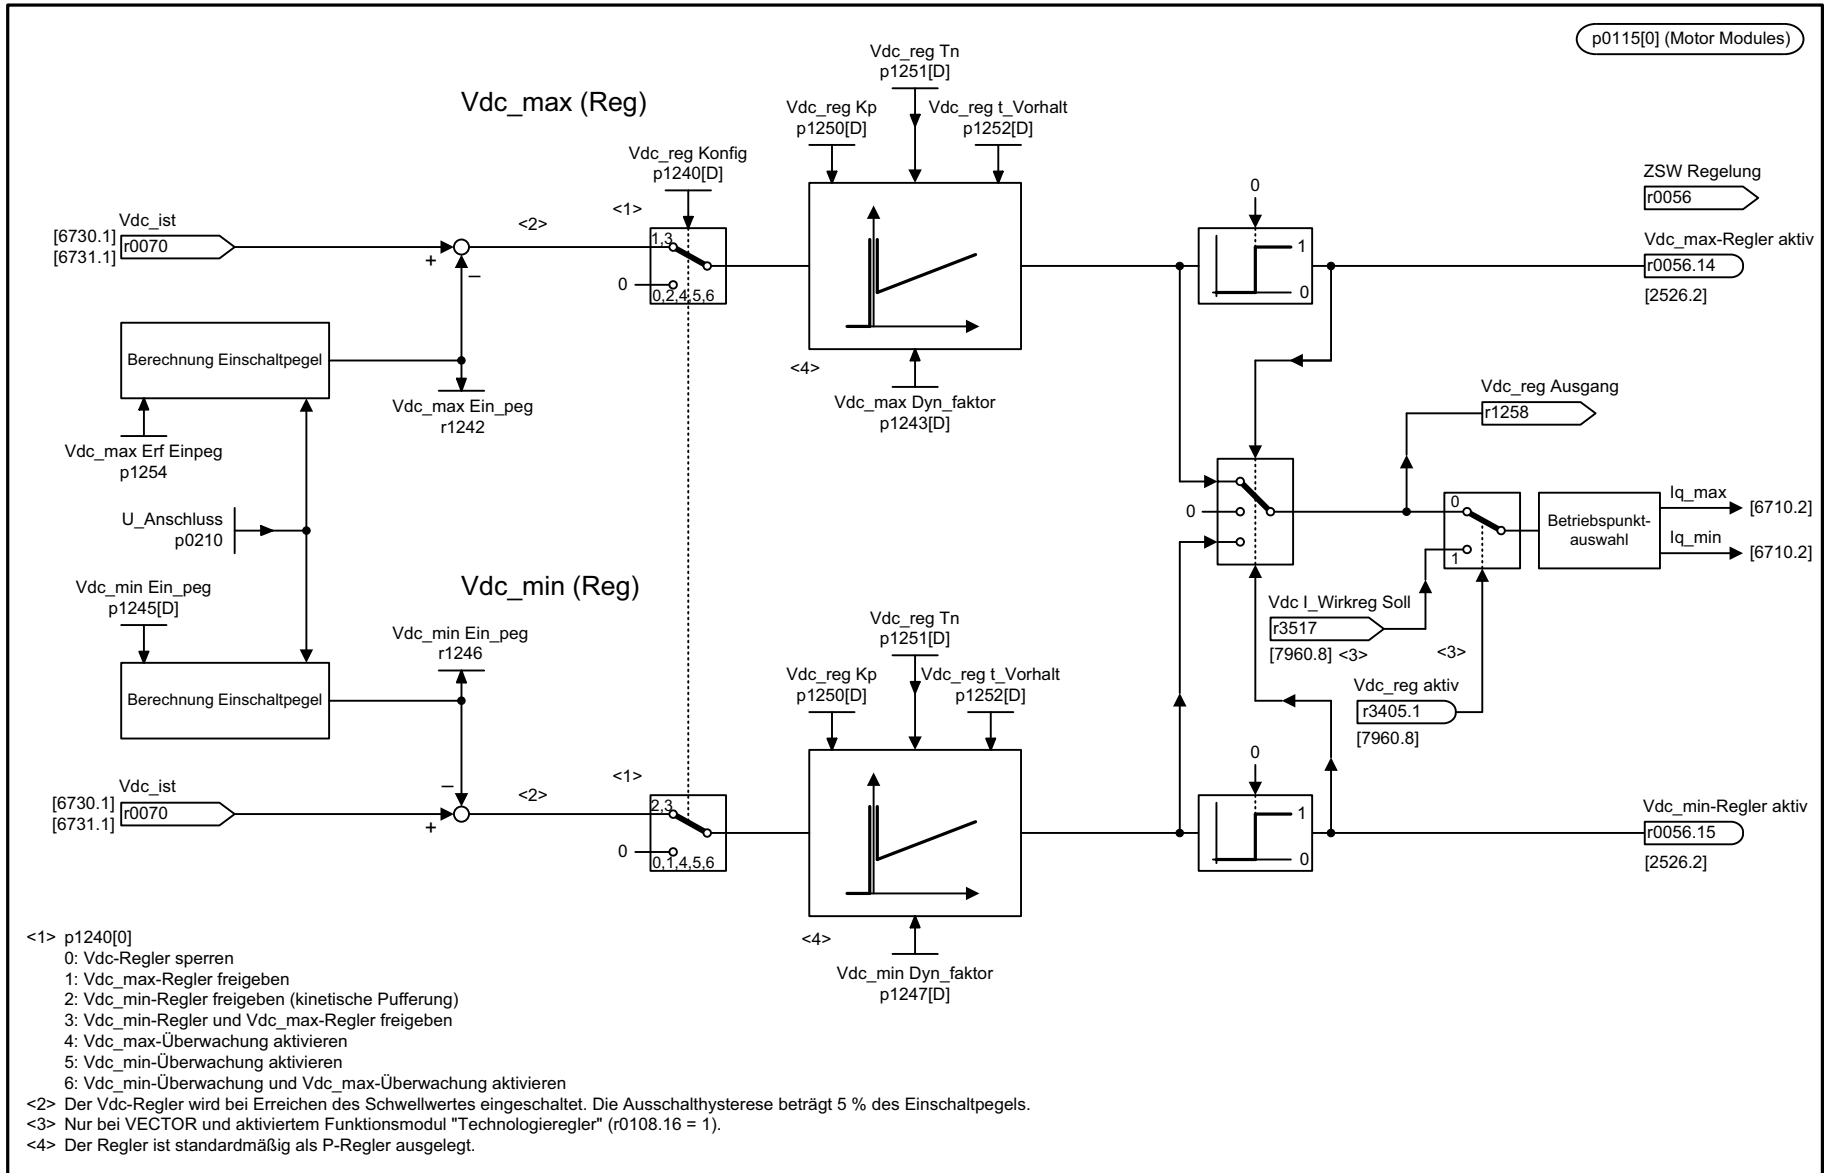 p0115[0] (Motor Modules)
Vdc_max (Reg)
Vdc_reg Tn
p1251[D]
Vdc_reg Kp
p1250[D]
Vdc_reg t_Vorhalt
p1252[D]
Vdc_reg Konfig
p1240[D]
<1>
<2>
Vdc_ist
[6730.1]
[6731.1]
r0070
+
–
1,3
0
0,2,4,5,6
0
1
0
ZSW Regelung
r0056
Vdc_max-Regler aktiv
r0056.14
[2526.2]
Berechnung Einschaltpegel
Vdc_max Ein_peg
r1242
Vdc_max Erf Einpeg
p1254
<4>
Vdc_max Dyn_faktor
p1243[D]
Vdc_reg Ausgang
r1258
U_Anschluss
p0210
0
0
1
Betriebspunkt-
auswahl
Iq_max
[6710.2]
Iq_min
[6710.2]
Vdc_min (Reg)
Vdc_min Ein_peg
p1245[D]
Vdc_min Ein_peg
r1246
Berechnung Einschaltpegel
Vdc_reg Tn
p1251[D]
Vdc_reg Kp
p1250[D]
Vdc_reg t_Vorhalt
p1252[D]
Vdc I_Wirkreg Soll
r3517
[7960.8] <3>
<3>
Vdc_reg aktiv
r3405.1
[7960.8]
Vdc_ist
[6730.1]
[6731.1]
r0070
+
–
<2>
<1>
2,3
0
0,1,4,5,6
0
1
0
Vdc_min-Regler aktiv
r0056.15
[2526.2]
<4>
Vdc_min Dyn_faktor
p1247[D]
<1> p1240[0]
0: Vdc-Regler sperren
1: Vdc_max-Regler freigeben
2: Vdc_min-Regler freigeben (kinetische Pufferung)
3: Vdc_min-Regler und Vdc_max-Regler freigeben
4: Vdc_max-Überwachung aktivieren
5: Vdc_min-Überwachung aktivieren
6: Vdc_min-Überwachung und Vdc_max-Überwachung aktivieren
<2> Der Vdc-Regler wird bei Erreichen des Schwellwertes eingeschaltet. Die Ausschalthysterese beträgt 5 % des Einschaltpegels.
<3> Nur bei VECTOR und aktiviertem Funktionsmodul "Technologieregler" (r0108.16 = 1).
<4> Der Regler ist standardmäßig als P-Regler ausgelegt.